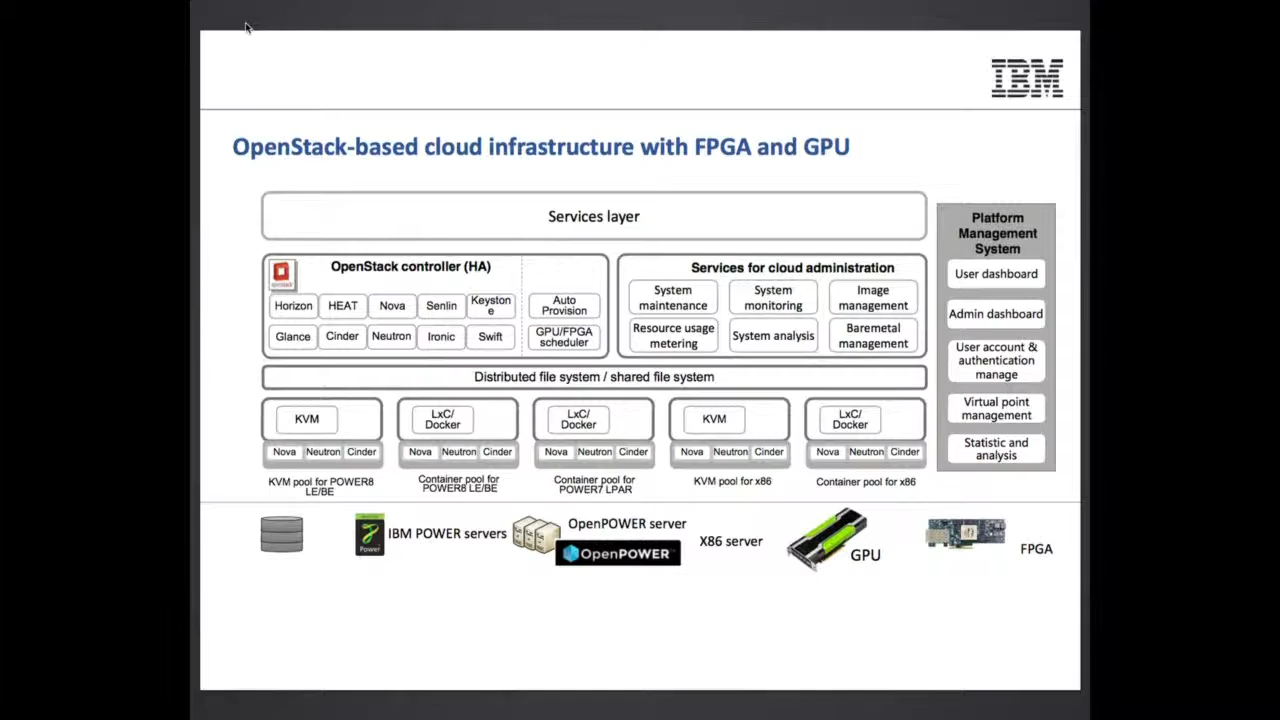 IBM
OpenStack-based cloud infrastructure with FPGA and GPU
Services layer
Platform
Management
System
User dashboard
Admin dashboard
User account &
authentication
manage
Virtual point
management
Statistic and
analysis
OpenStack controller (HA)
Horizon
HEAT
Nova
Senlin
Keyston
e
Auto
Provision
Glance
Cinder
Neutron
Ironic
Swift
GPU/FPGA
scheduler
Services for cloud administration
System
maintenance
System
monitoring
Image
management
Resource usage
metering
System analysis
Baremetal
management
Distributed file system / shared file system
KVM
Nova
Neutron
Cinder
KVM pool for POWER8
LE/BE
LxC/
Docker
Nova
Neutron
Cinder
Container pool for
POWER8 LE/BE
LxC/
Docker
Nova
Neutron
Cinder
Container pool for
POWER7 LPAR
KVM
Nova
Neutron
Cinder
KVM pool for x86
LxC/
Docker
Nova
Neutron
Cinder
Container pool for x86
Power
IBM POWER servers
OpenPOWER server
OpenPOWER
X86 server
GPU
FPGA